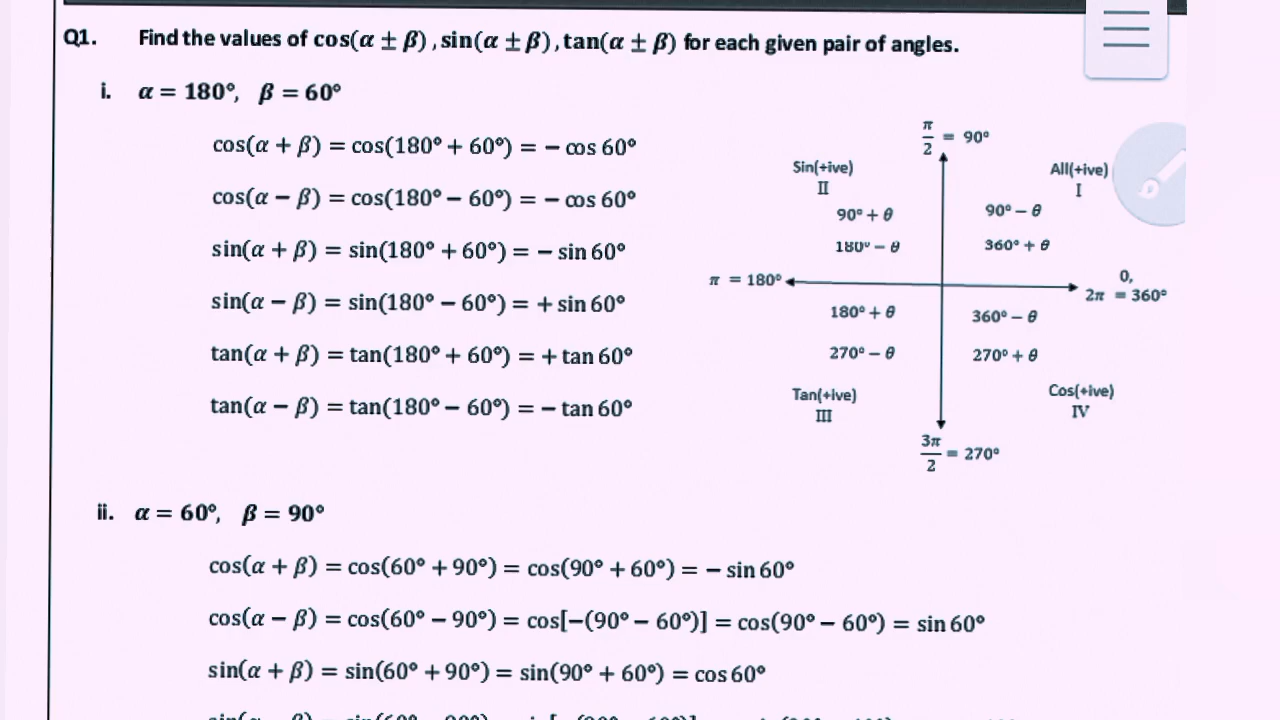 Q1. Find the values of cos(α ± β) , sin(α ± β) , tan(α ± β) for each given pair of angles.
i. α = 180°, β = 60°
cos(α + β) = cos(180° + 60°) = − cos 60°
cos(α − β) = cos(180° − 60°) = − cos 60°
sin(α + β) = sin(180° + 60°) = − sin 60°
sin(α − β) = sin(180° − 60°) = + sin 60°
tan(α + β) = tan(180° + 60°) = + tan 60°
tan(α − β) = tan(180° − 60°) = − tan 60°
π/2 = 90°
Sin(+ive)
II
All(+ive)
I
90° + θ
90° − θ
180° − θ
360° + θ
π = 180°
0,
2π = 360°
180° + θ
360° − θ
270° − θ
270° + θ
Tan(+ive)
III
Cos(+ive)
IV
3π/2 = 270°
ii. α = 60°, β = 90°
cos(α + β) = cos(60° + 90°) = cos(90° + 60°) = − sin 60°
cos(α − β) = cos(60° − 90°) = cos[−(90° − 60°)] = cos(90° − 60°) = sin 60°
sin(α + β) = sin(60° + 90°) = sin(90° + 60°) = cos 60°